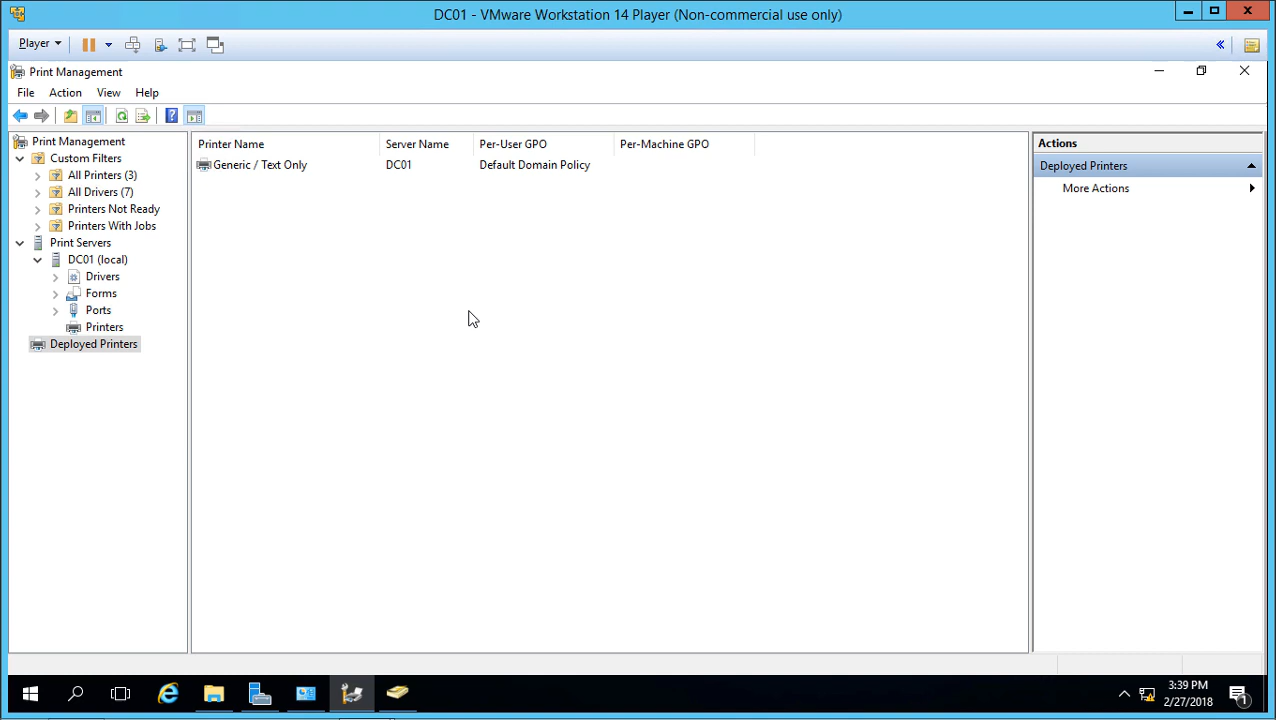 DC01 - VMware Workstation 14 Player (Non-commercial use only)
Player
Print Management
File Action View Help
Print Management
Custom Filters
All Printers (3)
All Drivers (7)
Printers Not Ready
Printers With Jobs
Print Servers
DC01 (local)
Drivers
Forms
Ports
Printers
Deployed Printers
Printer Name Server Name Per-User GPO Per-Machine GPO
Generic / Text Only DC01 Default Domain Policy
Actions
Deployed Printers
More Actions
3:39 PM
2/27/2018
1